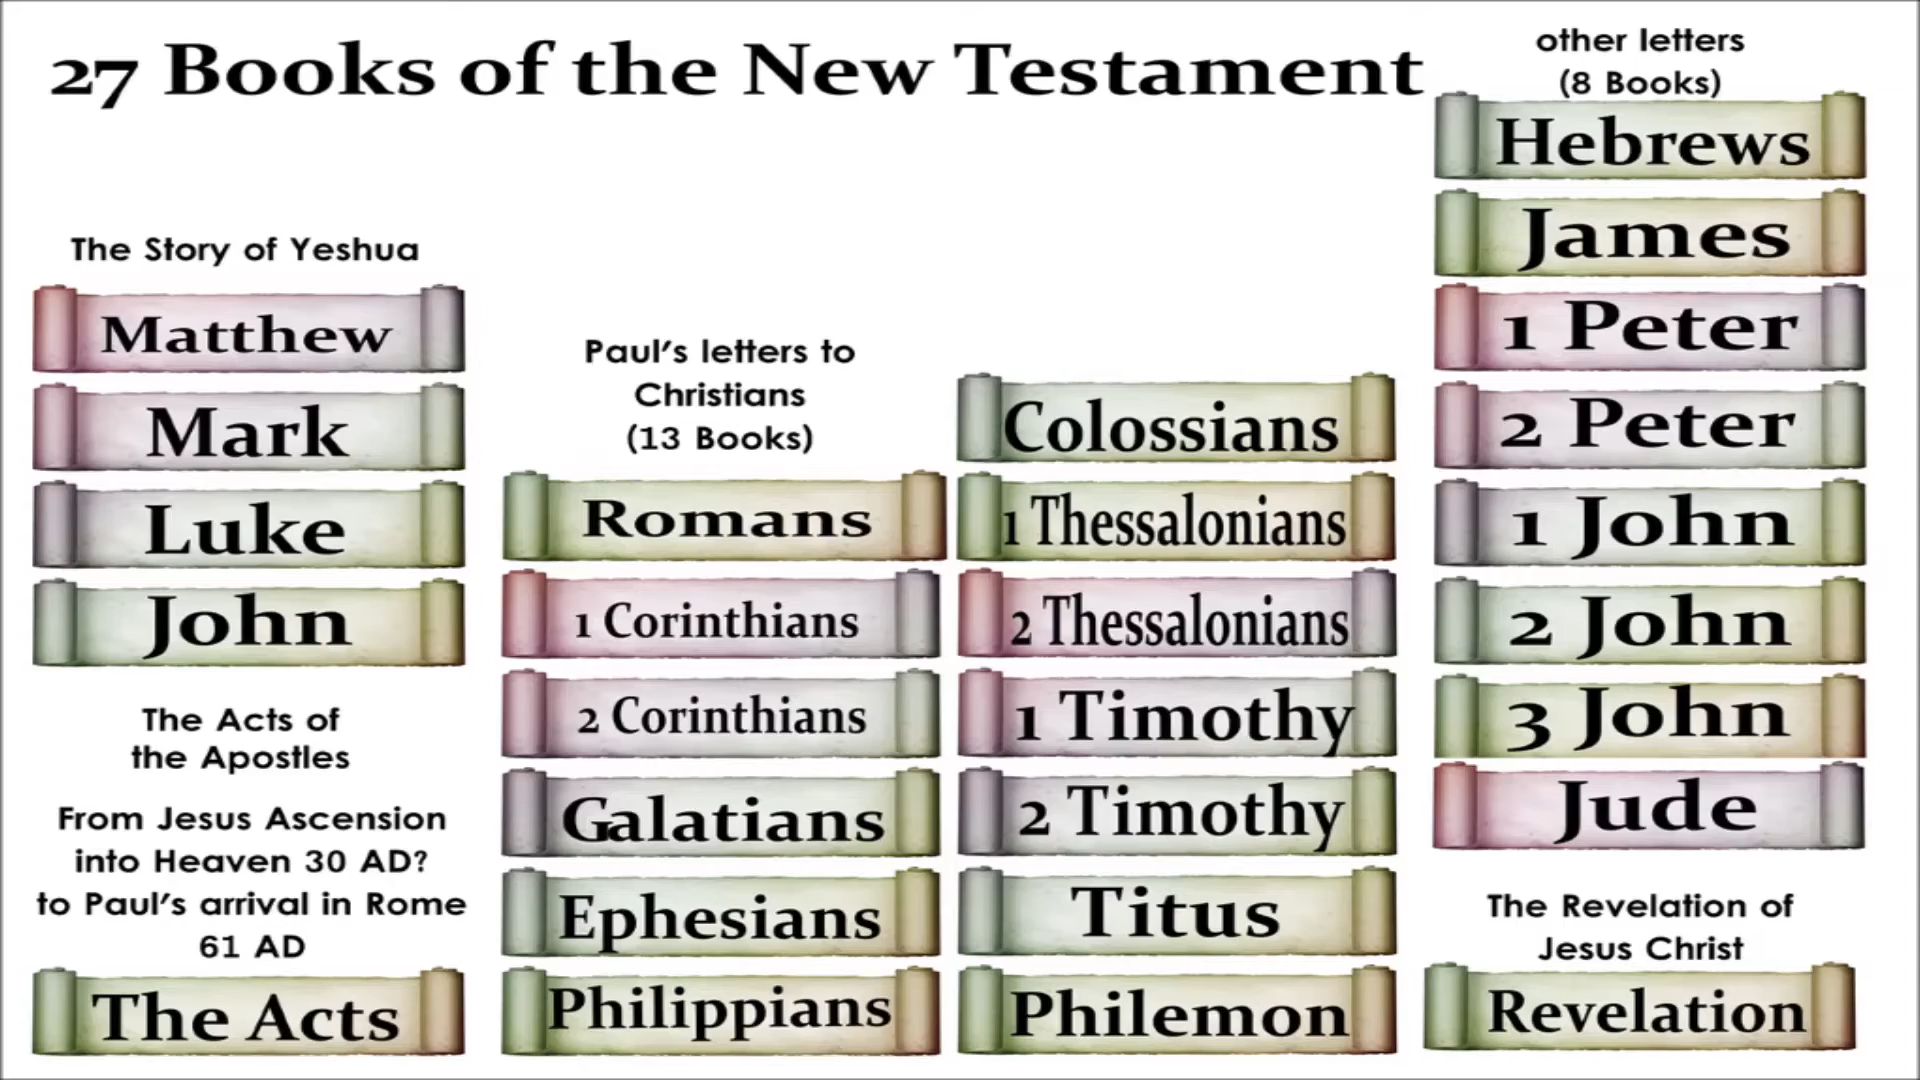 27 Books of the New Testament
The Story of Yeshua
Matthew
Mark
Luke
John
The Acts of
the Apostles
From Jesus Ascension
into Heaven 30 AD?
to Paul's arrival in Rome
61 AD
The Acts
Paul's letters to
Christians
(13 Books)
Romans
1 Corinthians
2 Corinthians
Galatians
Ephesians
Philippians
Colossians
1 Thessalonians
2 Thessalonians
1 Timothy
2 Timothy
Titus
Philemon
other letters
(8 Books)
Hebrews
James
1 Peter
2 Peter
1 John
2 John
3 John
Jude
The Revelation of
Jesus Christ
Revelation